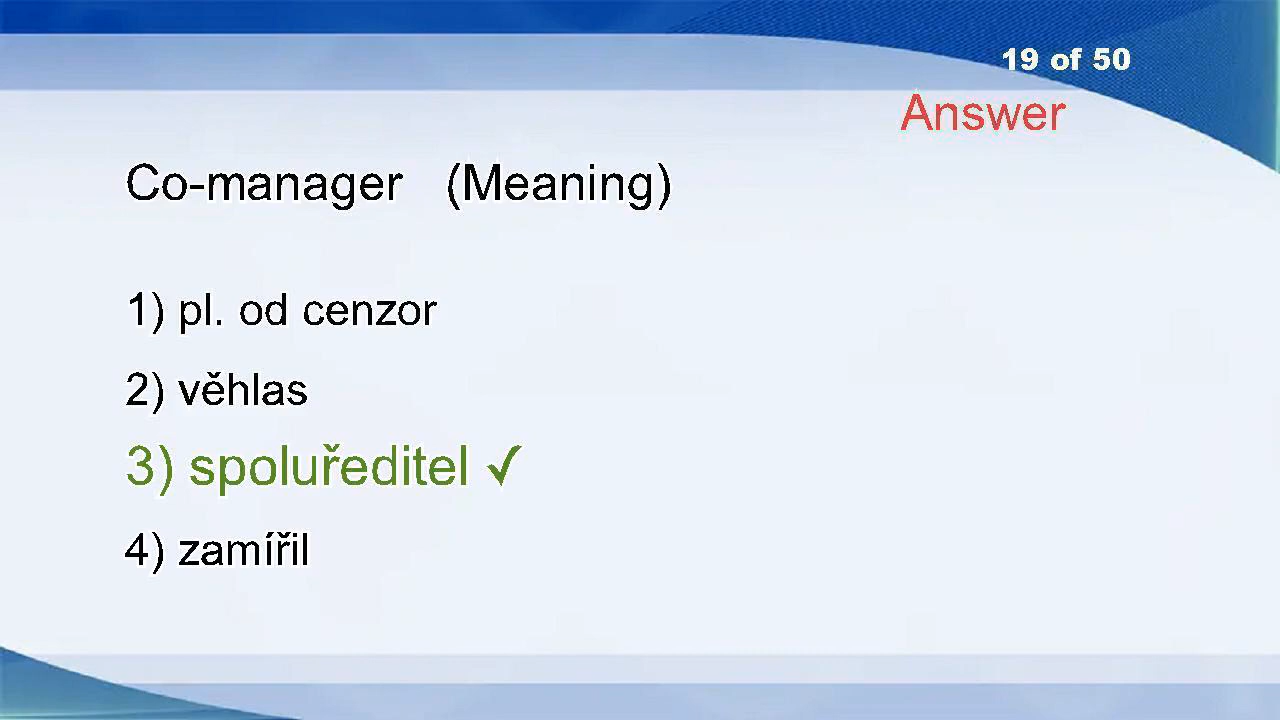 19 of 50
Answer
Co-manager (Meaning)
1) pl. od cenzor
2) věhlas
3) spoluředitel ✓
4) zamířil